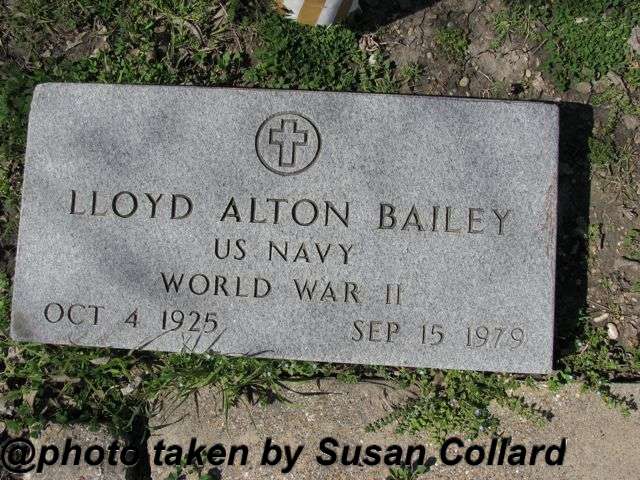 LLOYD ALTON BAILEY
US NAVY
WORLD WAR II
OCT 4 1925 SEP 15 1979
@photo taken by Susan Collard